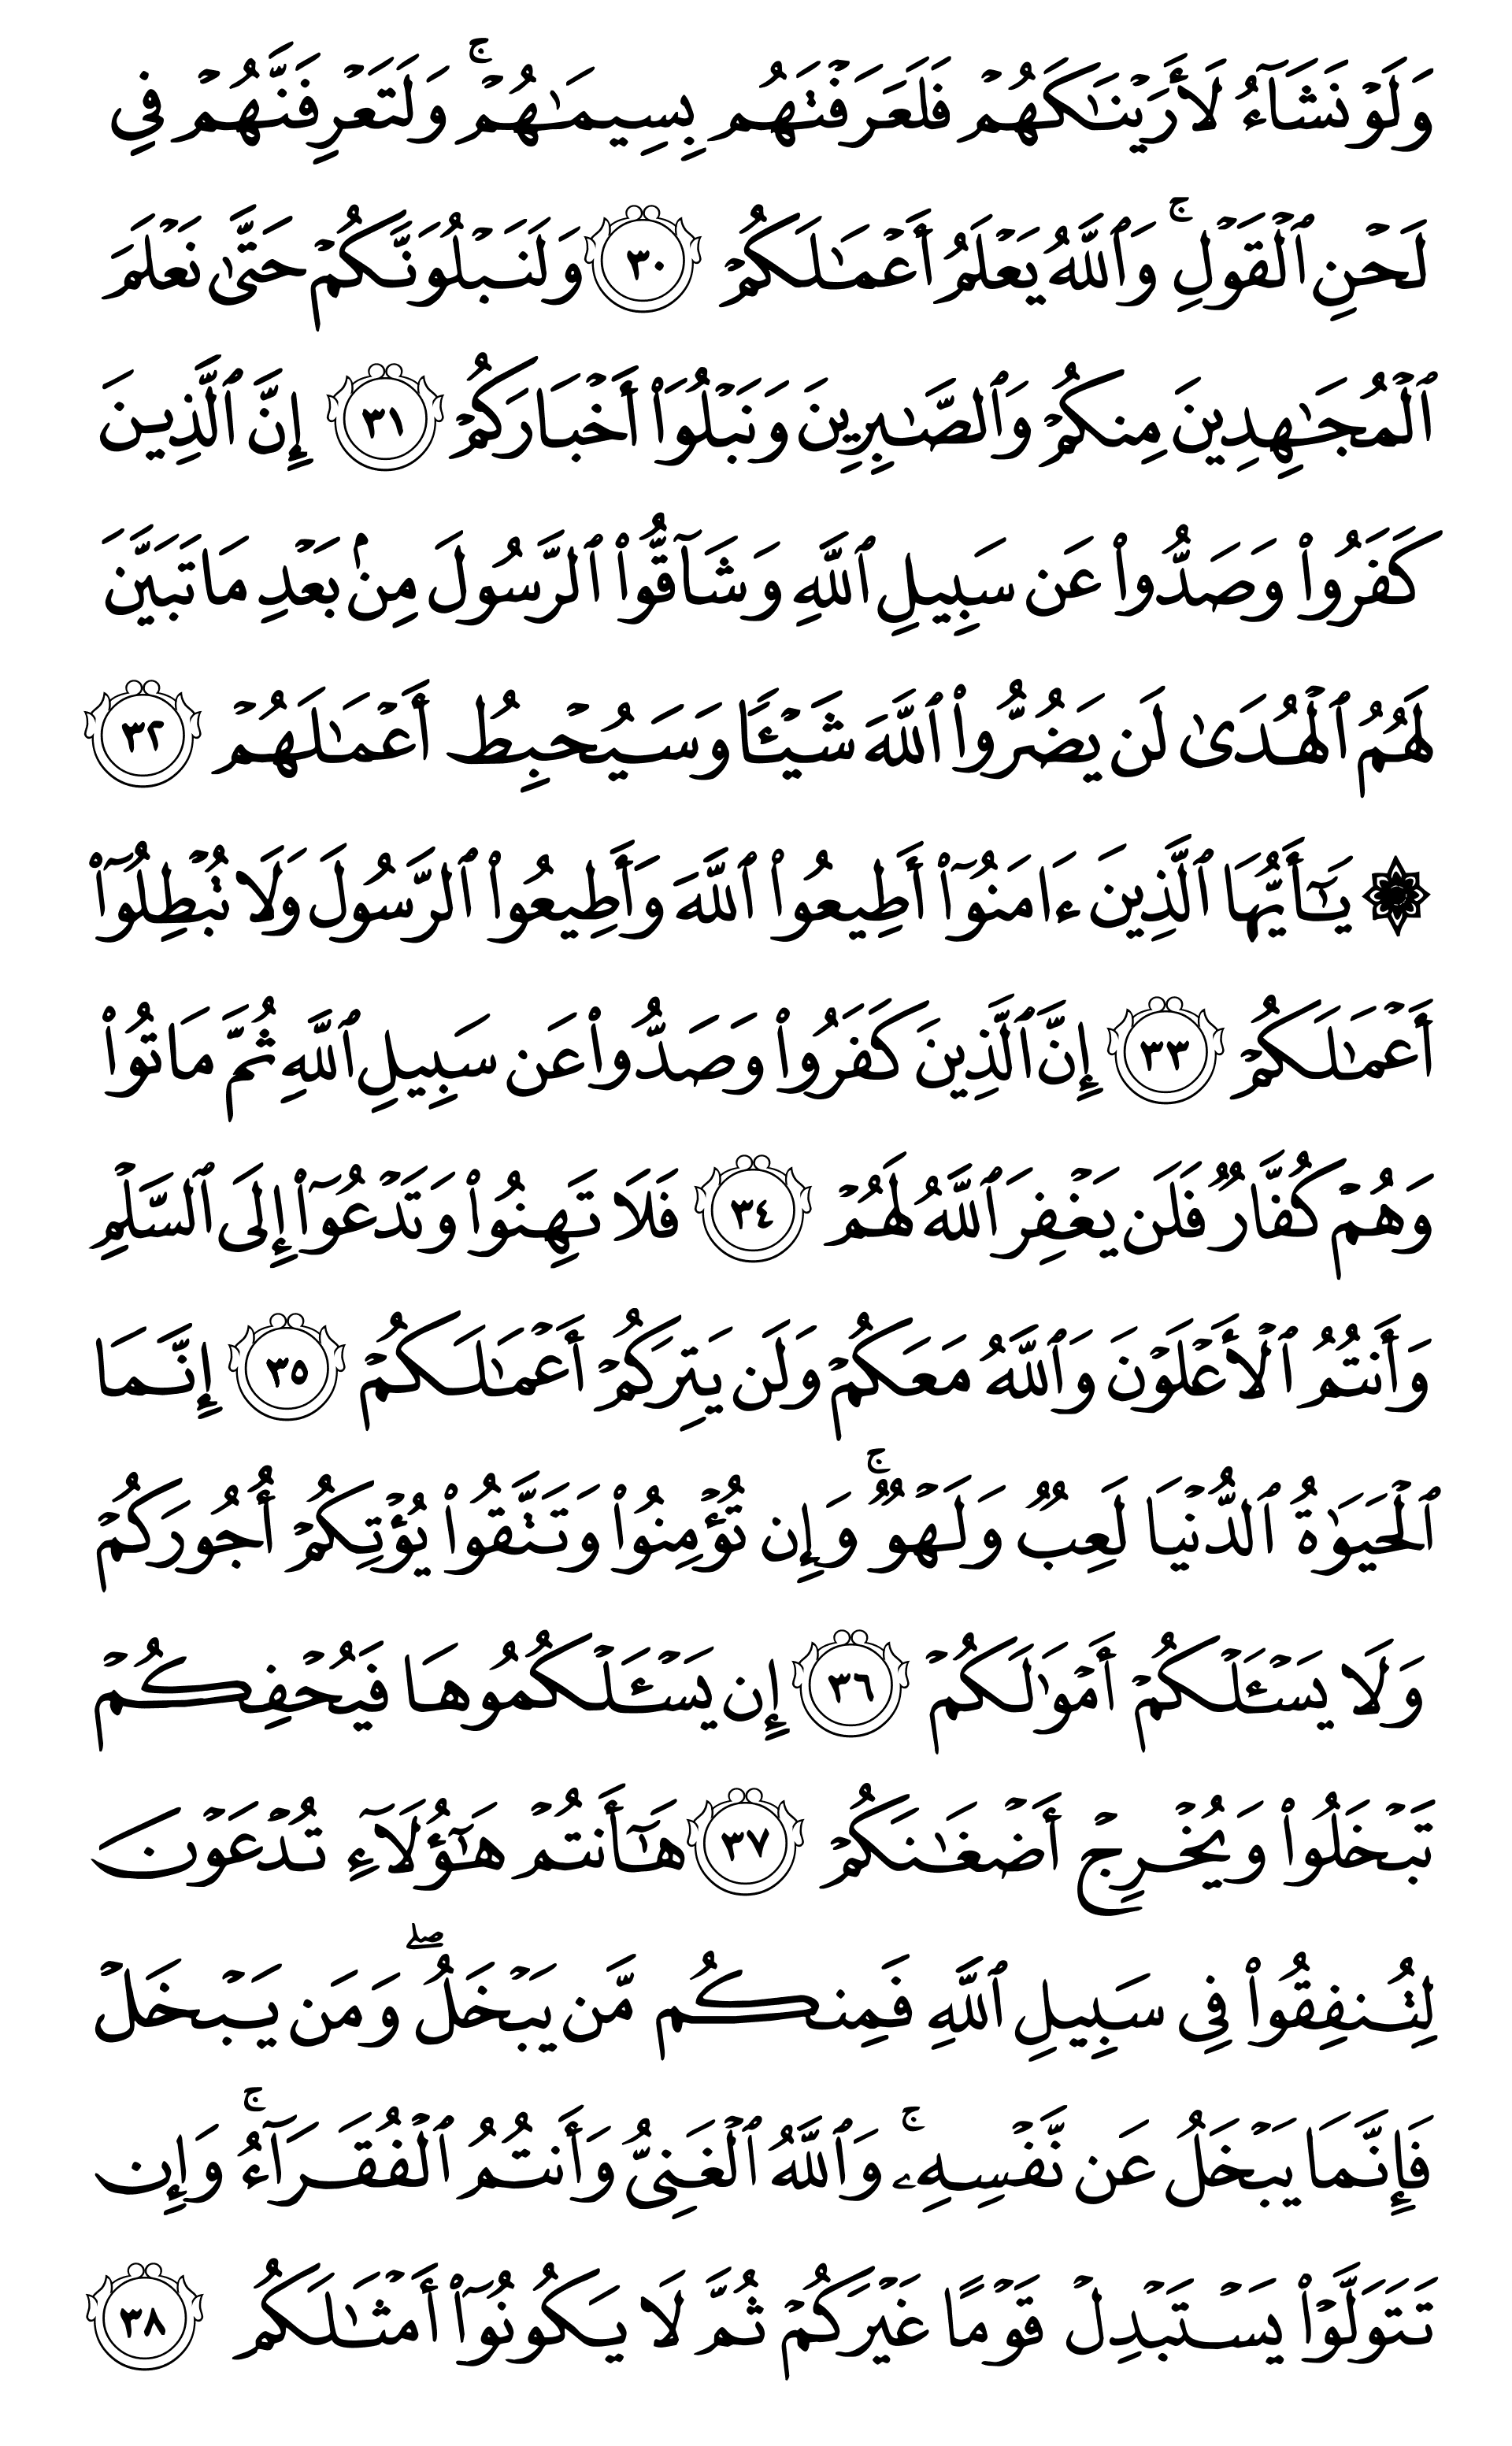 وَلَوْ نَشَآءُ لَأَرَيْنَـٰكَهُمْ فَلَعَرَفْتَهُم بِسِيمَـٰهُمْ ۚ وَلَتَعْرِفَنَّهُمْ فِى
لَحْنِ ٱلْقَوْلِ ۚ وَٱللَّهُ يَعْلَمُ أَعْمَـٰلَكُمْ ٣٠ وَلَنَبْلُوَنَّكُمْ حَتَّىٰ نَعْلَمَ
ٱلْمُجَـٰهِدِينَ مِنكُمْ وَٱلصَّـٰبِرِينَ وَنَبْلُوَا۟ أَخْبَارَكُمْ ٣١ إِنَّ ٱلَّذِينَ
كَفَرُوا۟ وَصَدُّوا۟ عَن سَبِيلِ ٱللَّهِ وَشَآقُّوا۟ ٱلرَّسُولَ مِنۢ بَعْدِ مَا تَبَيَّنَ
لَهُمُ ٱلْهُدَىٰ لَن يَضُرُّوا۟ ٱللَّهَ شَيْـًٔا وَسَيُحْبِطُ أَعْمَـٰلَهُمْ ٣٢
۞ يَـٰٓأَيُّهَا ٱلَّذِينَ ءَامَنُوٓا۟ أَطِيعُوا۟ ٱللَّهَ وَأَطِيعُوا۟ ٱلرَّسُولَ وَلَا تُبْطِلُوٓا۟
أَعْمَـٰلَكُمْ ٣٣ إِنَّ ٱلَّذِينَ كَفَرُوا۟ وَصَدُّوا۟ عَن سَبِيلِ ٱللَّهِ ثُمَّ مَاتُوا۟
وَهُمْ كُفَّارٌ فَلَن يَغْفِرَ ٱللَّهُ لَهُمْ ٣٤ فَلَا تَهِنُوا۟ وَتَدْعُوٓا۟ إِلَى ٱلسَّلْمِ
وَأَنتُمُ ٱلْأَعْلَوْنَ وَٱللَّهُ مَعَكُمْ وَلَن يَتِرَكُمْ أَعْمَـٰلَكُمْ ٣٥ إِنَّمَا
ٱلْحَيَوٰةُ ٱلدُّنْيَا لَعِبٌ وَلَهْوٌ ۚ وَإِن تُؤْمِنُوا۟ وَتَتَّقُوا۟ يُؤْتِكُمْ أُجُورَكُمْ
وَلَا يَسْـَٔلْكُمْ أَمْوَٰلَكُمْ ٣٦ إِن يَسْـَٔلْكُمُوهَا فَيُحْفِكُمْ
تَبْخَلُوا۟ وَيُخْرِجْ أَضْغَـٰنَكُمْ ٣٧ هَـٰٓأَنتُمْ هَـٰٓؤُلَآءِ تُدْعَوْنَ
لِتُنفِقُوا۟ فِى سَبِيلِ ٱللَّهِ فَمِنكُم مَّن يَبْخَلُ ۖ وَمَن يَبْخَلْ
فَإِنَّمَا يَبْخَلُ عَن نَّفْسِهِۦ ۚ وَٱللَّهُ ٱلْغَنِىُّ وَأَنتُمُ ٱلْفُقَرَآءُ ۚ وَإِن
تَتَوَلَّوْا۟ يَسْتَبْدِلْ قَوْمًا غَيْرَكُمْ ثُمَّ لَا يَكُونُوٓا۟ أَمْثَـٰلَكُم ٣٨